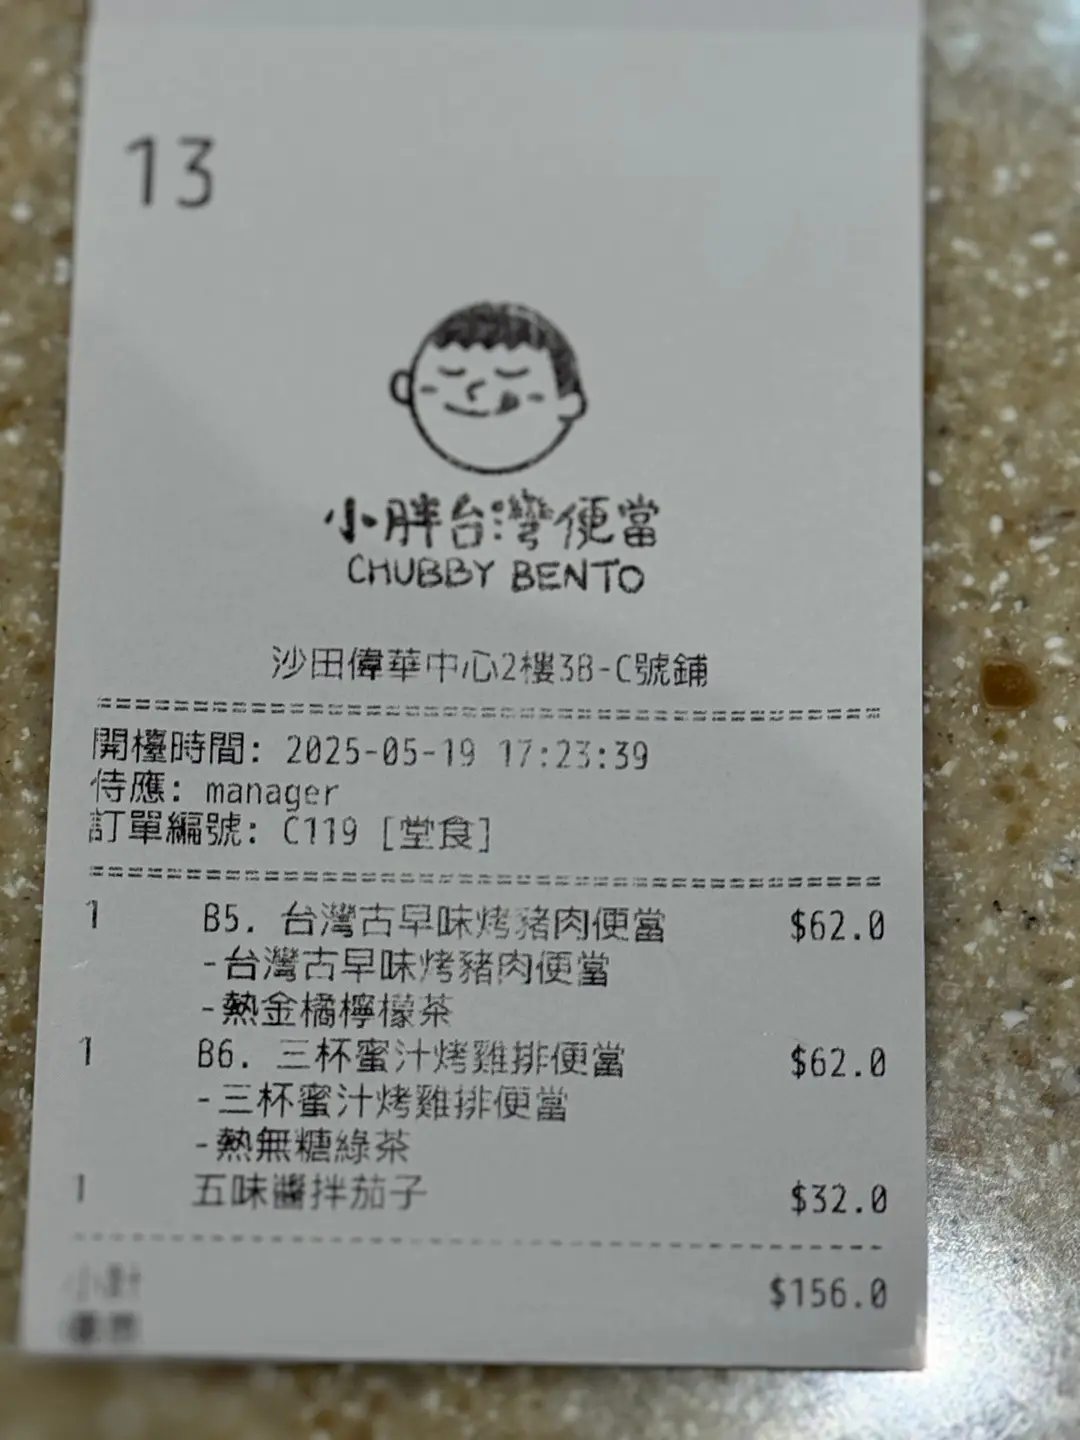 13
小胖台灣便當
CHUBBY BENTO
沙田偉華中心2樓3B-C號鋪
開檯時間: 2025-05-19 17:23:39
侍應: manager
訂單編號: C119 [堂食]
1 B5. 台灣古早味烤豬肉便當 $62.0
-台灣古早味烤豬肉便當
-熱金橘檸檬茶
1 B6. 三杯蜜汁烤雞排便當 $62.0
-三杯蜜汁烤雞排便當
-熱無糖綠茶
1 五味醬拌茄子 $32.0
小計 $156.0